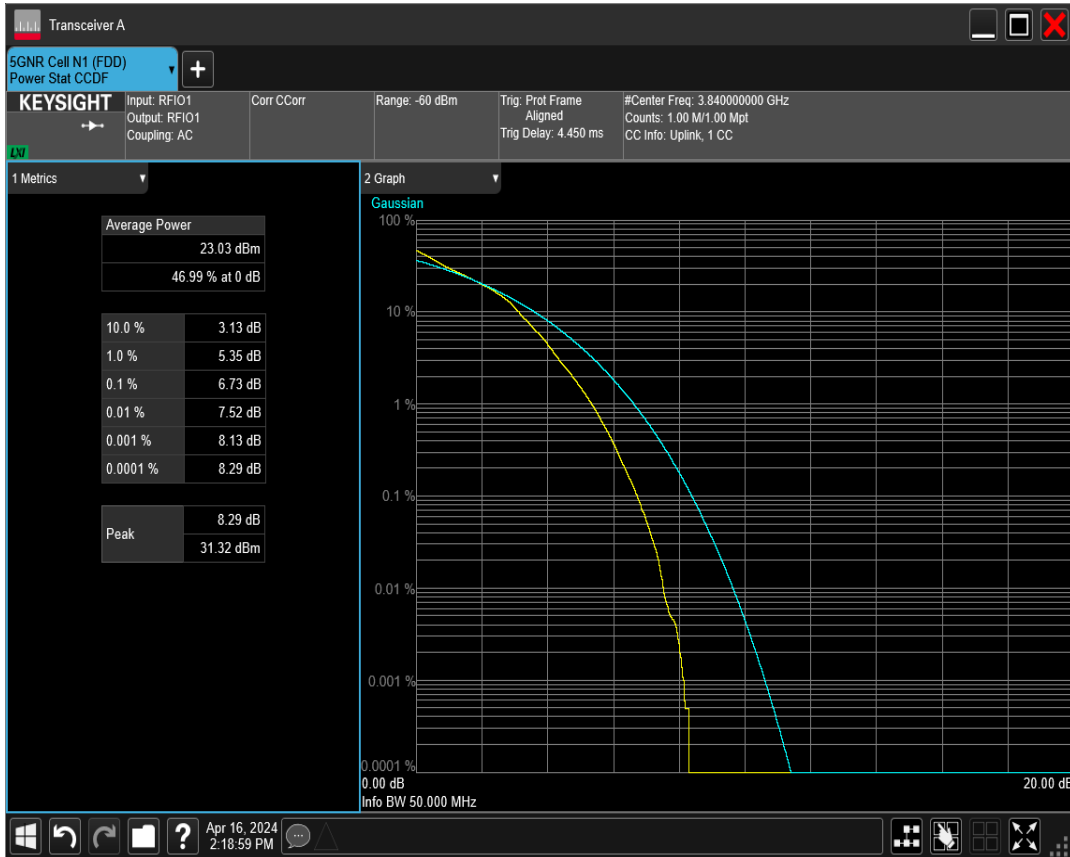 Transceiver A
5GNR Cell N1 (FDD)
Power Stat CCDF
KEYSIGHT
LXI
Input: RFIO1
Output: RFIO1
Coupling: AC
Corr CCorr
Range: -60 dBm
Trig: Prot Frame
Aligned
Trig Delay: 4.450 ms
#Center Freq: 3.840000000 GHz
Counts: 1.00 M/1.00 Mpt
CC Info: Uplink, 1 CC
1 Metrics
Average Power
23.03 dBm
46.99 % at 0 dB
10.0 % 3.13 dB
1.0 % 5.35 dB
0.1 % 6.73 dB
0.01 % 7.52 dB
0.001 % 8.13 dB
0.0001 % 8.29 dB
Peak
8.29 dB
31.32 dBm
2 Graph
Gaussian
100 %
10 %
1 %
0.1 %
0.01 %
0.001 %
0.0001 %
0.00 dB
20.00 dB
Info BW 50.000 MHz
?
Apr 16, 2024
2:18:59 PM